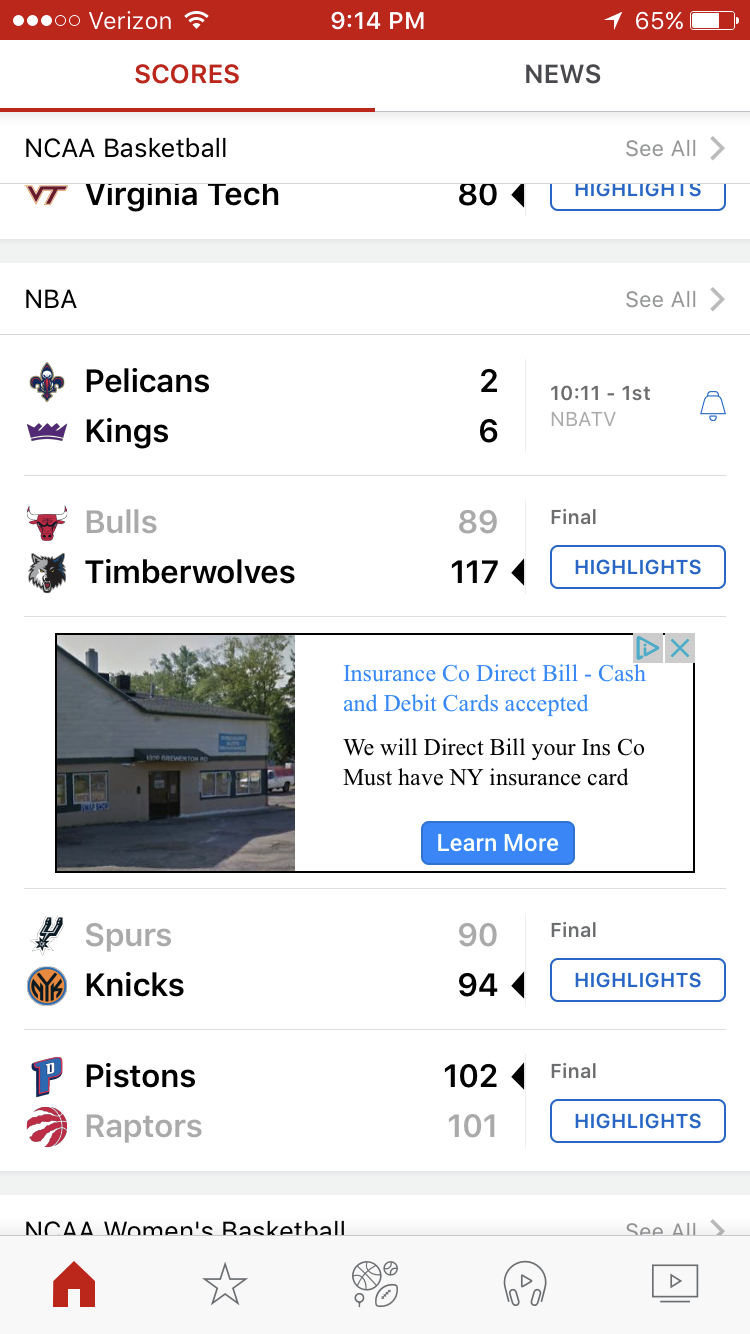 Verizon 9:14 PM 65%
SCORES NEWS
NCAA Basketball See All
VT Virginia Tech 80 HIGHLIGHTS
NBA See All
Pelicans 2
Kings 6
10:11 - 1st
NBATV
Bulls 89 Final
Timberwolves 117 HIGHLIGHTS
Insurance Co Direct Bill - Cash
and Debit Cards accepted
We will Direct Bill your Ins Co
Must have NY insurance card
Learn More
Spurs 90 Final
Knicks 94 HIGHLIGHTS
Pistons 102 Final
Raptors 101 HIGHLIGHTS
NCAA Women's Basketball See All